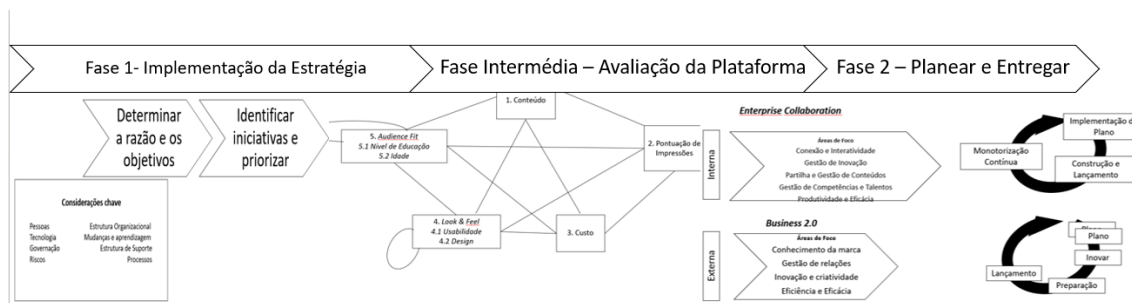 Fase 1- Implementação da Estratégia
Fase Intermédia – Avaliação da Plataforma
Fase 2 – Planear e Entregar
Determinar
a razão e os
objetivos
Identificar
iniciativas e
priorizar
Considerações chave
Pessoas
Tecnologia
Governação
Riscos
Estrutura Organizacional
Mudanças e aprendizagem
Estrutura de Suporte
Processos
1. Conteúdo
5. Audience Fit
5.1 Nível de Educação
5.2 Idade
2. Pontuação de
Impressões
4. Look & Feel
4.1 Usabilidade
4.2 Design
3. Custo
Enterprise Collaboration
Interna
Áreas de Foco
Conexão e Interatividade
Gestão de Inovação
Partilha e Gestão de Conteúdos
Gestão de Competências e Talentos
Produtividade e Eficácia
Business 2.0
Externa
Áreas de Foco
Conhecimento da marca
Gestão de relações
Inovação e criatividade
Eficiência e Eficácia
Implementação d
Plano
Monotorização
Contínua
Construção e
Lançamento
Plano
Inovar
Lançamento
Preparação